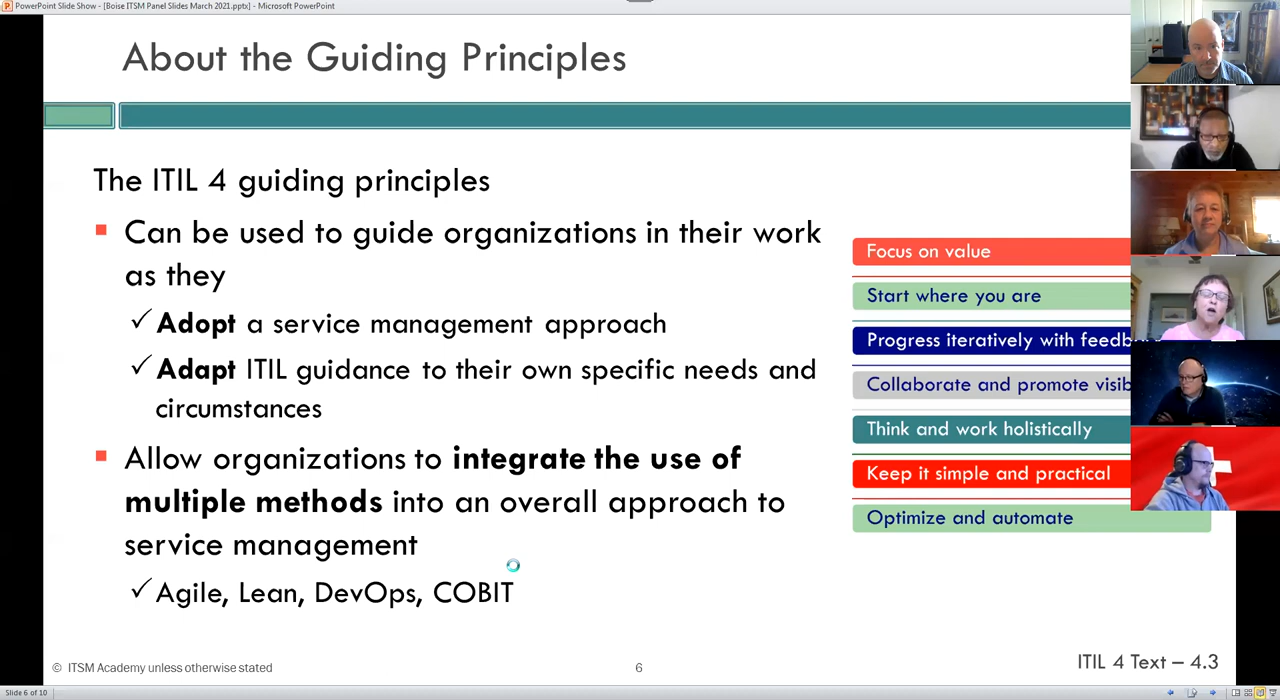 PowerPoint Slide Show - [Boise ITSM Panel Slides March 2021.pptx] - Microsoft PowerPoint
About the Guiding Principles
The ITIL 4 guiding principles
Can be used to guide organizations in their work
as they
Adopt a service management approach
Adapt ITIL guidance to their own specific needs and
circumstances
Allow organizations to integrate the use of
multiple methods into an overall approach to
service management
Agile, Lean, DevOps, COBIT
Focus on value
Start where you are
Progress iteratively with feedb
Collaborate and promote visib
Think and work holistically
Keep it simple and practical
Optimize and automate
© ITSM Academy unless otherwise stated
6
ITIL 4 Text – 4.3
Slide 6 of 10